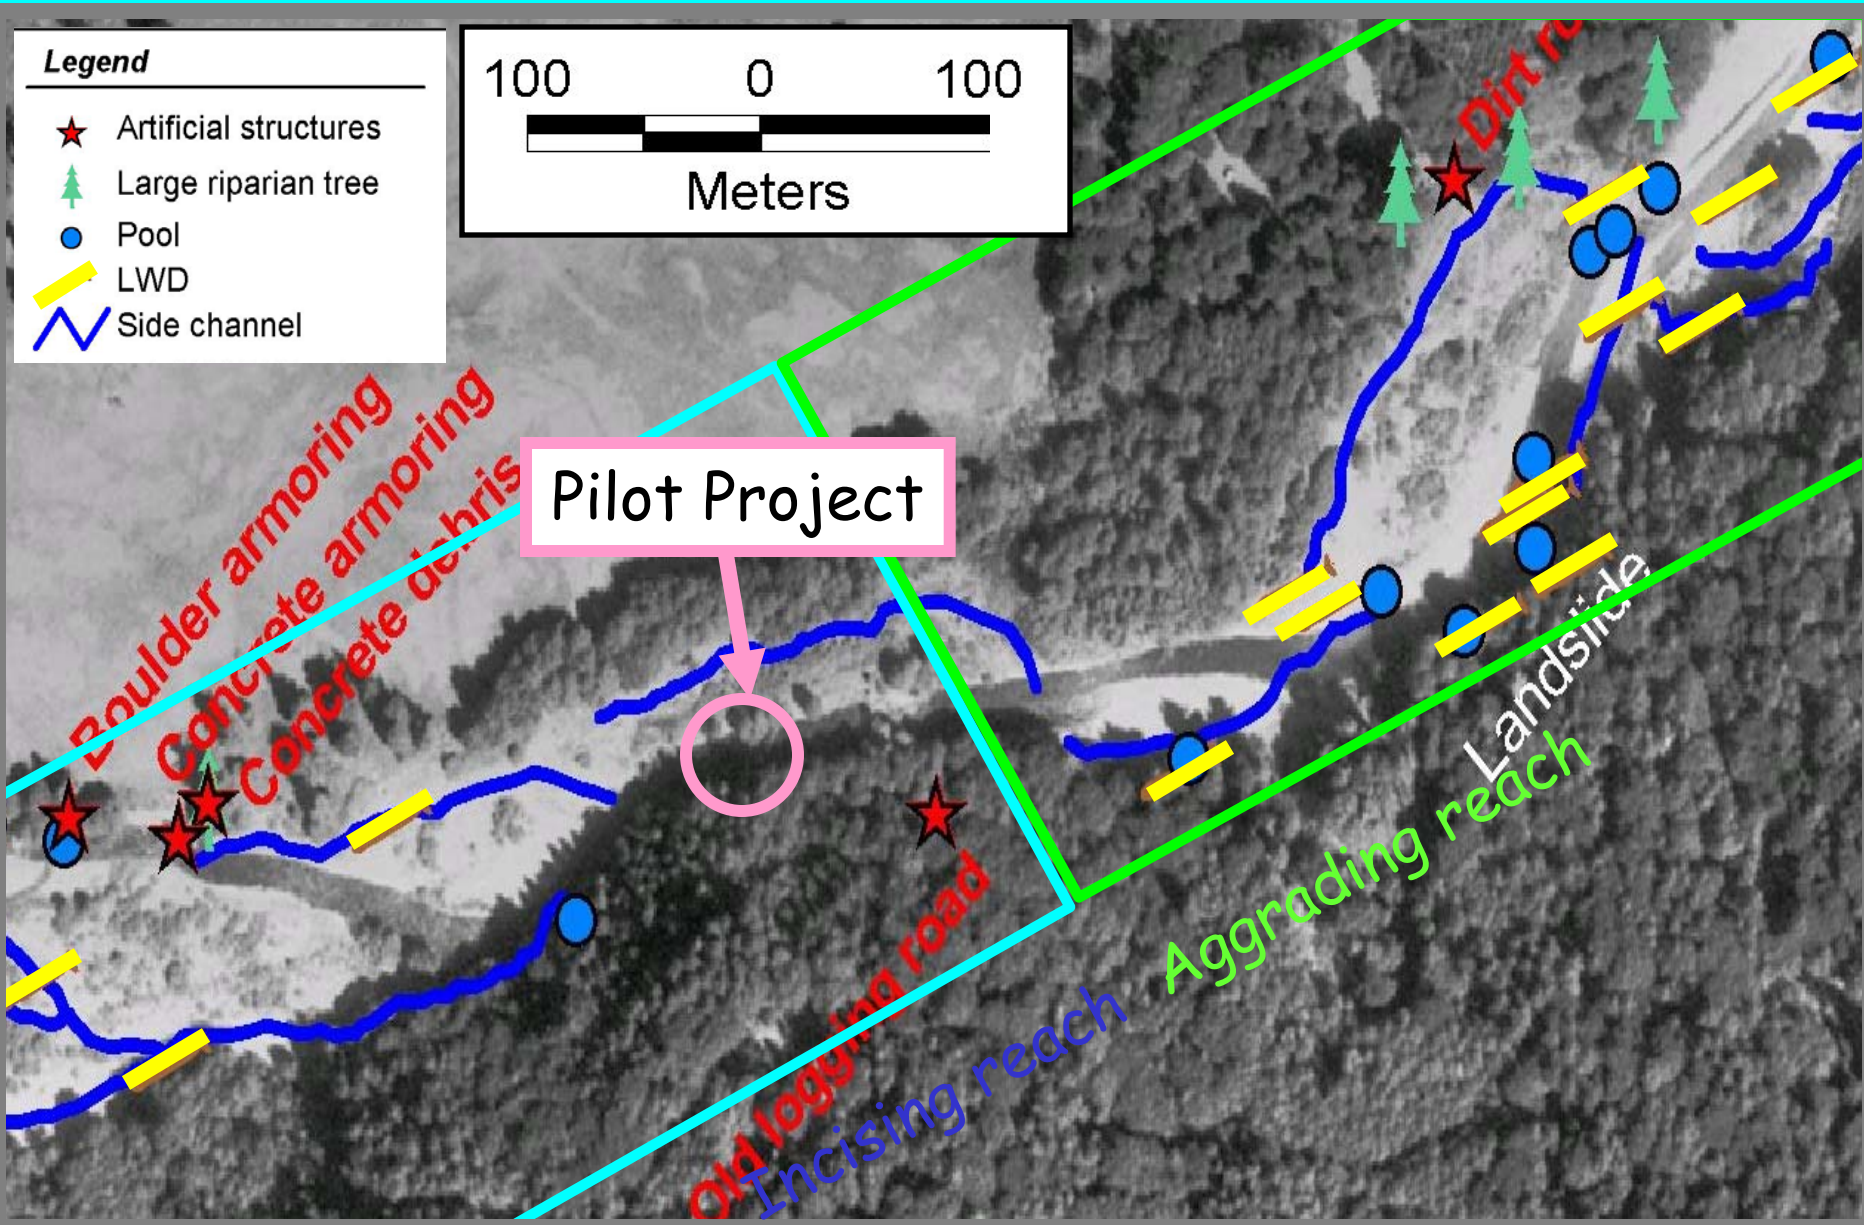 Legend
Artificial structures
Large riparian tree
Pool
LWD
Side channel
100 0 100
Meters
Dirt
Boulder armoring
Concrete armoring
Concrete debris
Pilot Project
Landslide
Aggrading reach
Incising reach
Old logging road